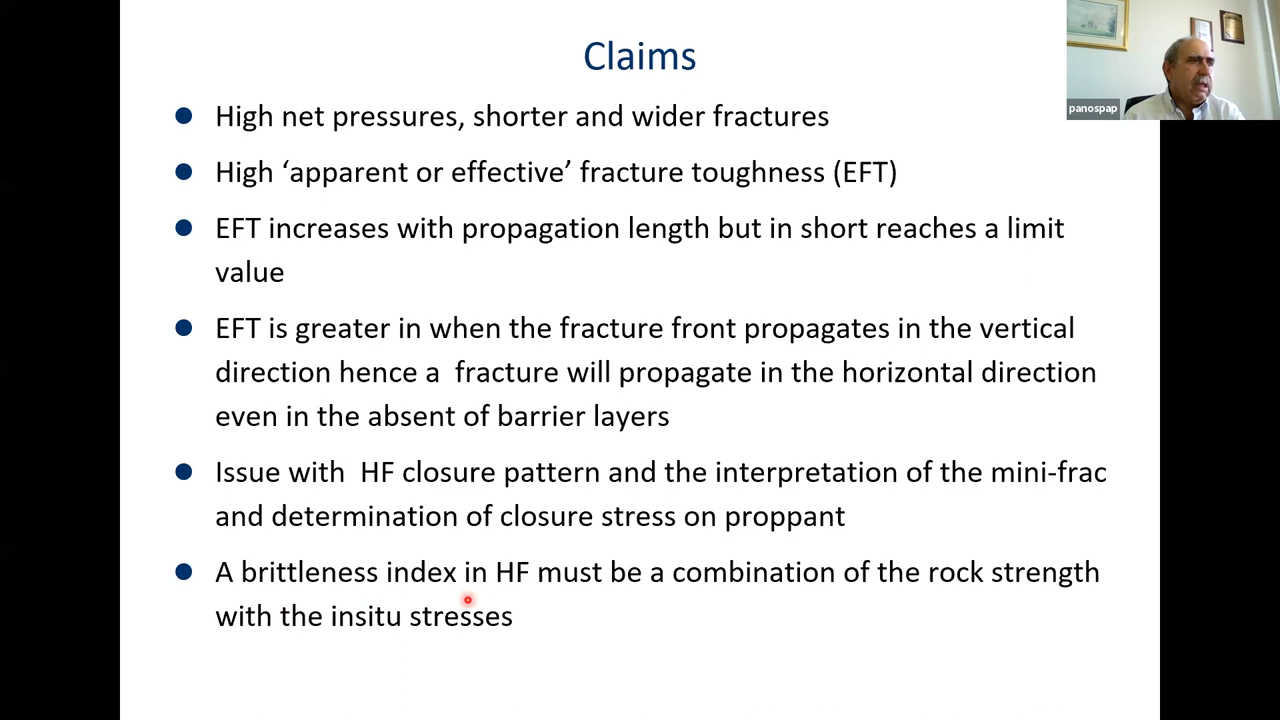 Claims
panospap
High net pressures, shorter and wider fractures
High ‘apparent or effective’ fracture toughness (EFT)
EFT increases with propagation length but in short reaches a limit
value
EFT is greater in when the fracture front propagates in the vertical
direction hence a  fracture will propagate in the horizontal direction
even in the absent of barrier layers
Issue with  HF closure pattern and the interpretation of the mini-frac
and determination of closure stress on proppant
A brittleness index in HF must be a combination of the rock strength
with the insitu stresses